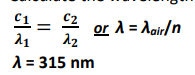 c₁/λ₁ = c₂/λ₂ or λ = λair/n
λ = 315 nm